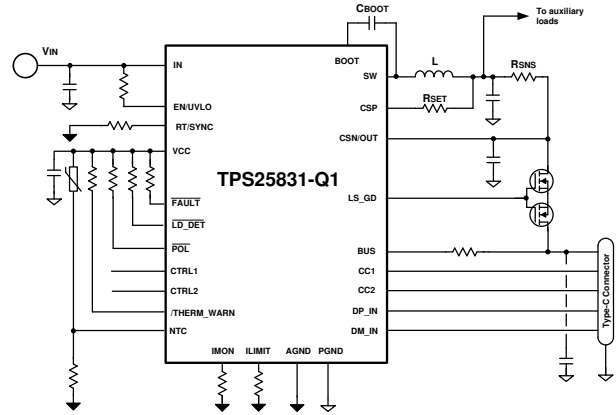 CBOOT
To auxiliary
loads
VIN
BOOT
IN
SW
L
RSNS
EN/UVLO
CSP
RSET
RT/SYNC
CSN/OUT
VCC
TPS25831-Q1
LS_GD
FAULT
LD_DET
POL
BUS
CTRL1
CC1
CTRL2
CC2
/THERM_WARN
DP_IN
NTC
DM_IN
Type-C Connector
IMON
ILIMIT
AGND
PGND